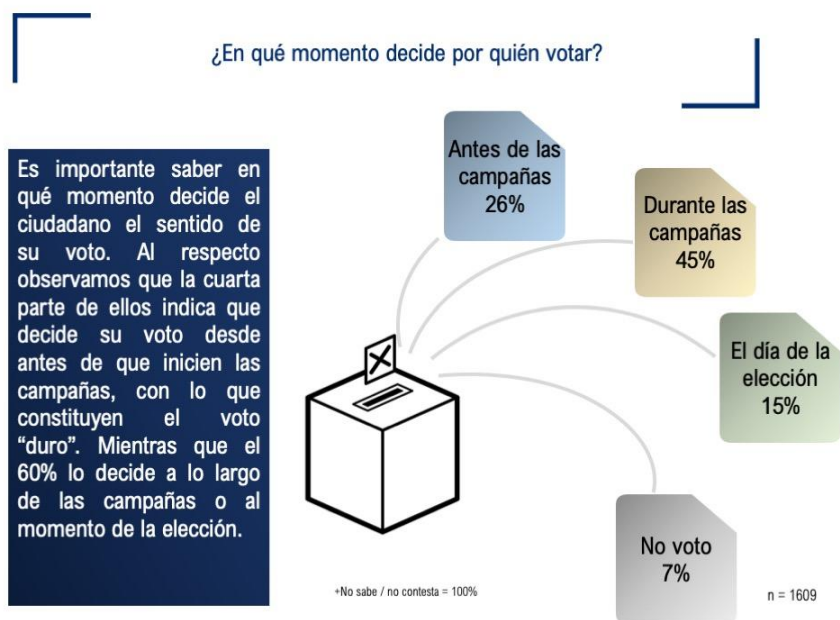 ¿En qué momento decide por quién votar?
Es importante saber en
qué momento decide el
ciudadano el sentido de
su voto. Al respecto
observamos que la cuarta
parte de ellos indica que
decide su voto desde
antes de que inicien las
campañas, con lo que
constituyen el voto
“duro”. Mientras que el
60% lo decide a lo largo
de las campañas o al
momento de la elección.
Antes de las
campañas
26%
Durante las
campañas
45%
El día de la
elección
15%
No voto
7%
+No sabe / no contesta = 100%
n = 1609